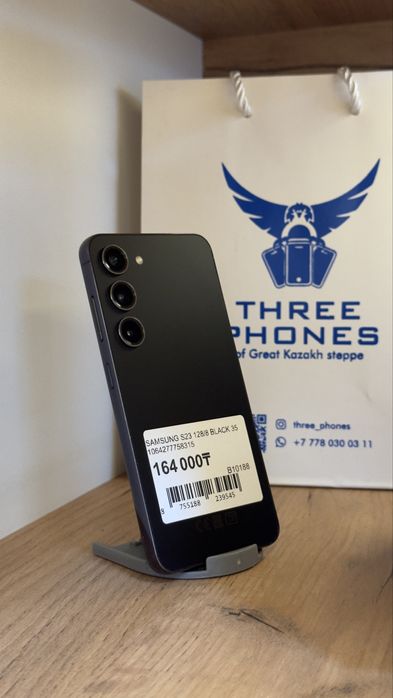 THREE
PHONES
of Great Kazakh steppe
three_phones
+7 778 030 03 11
SAMSUNG S23 128/8 BLACK 35
1064277758315
164 000₸
B10188
755188 239545